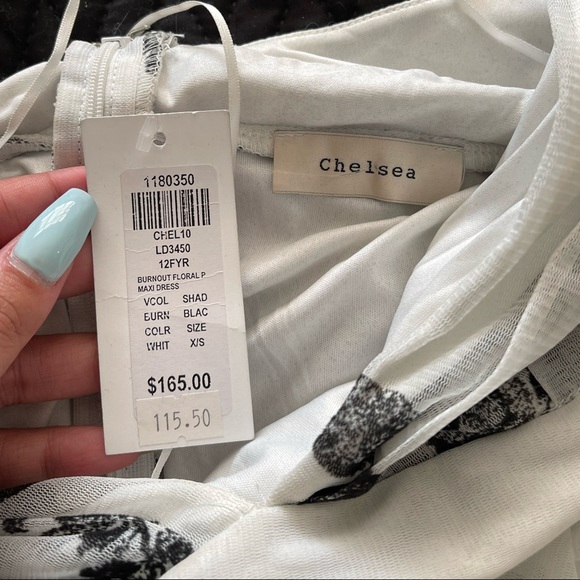 Chelsea
1180350
CHEL10
LD3450
12FYR
BURNOUT FLORAL P
MAXI DRESS
VCOL SHAD
BURN BLAC
COLR SIZE
WHIT X/S
$165.00
115.50